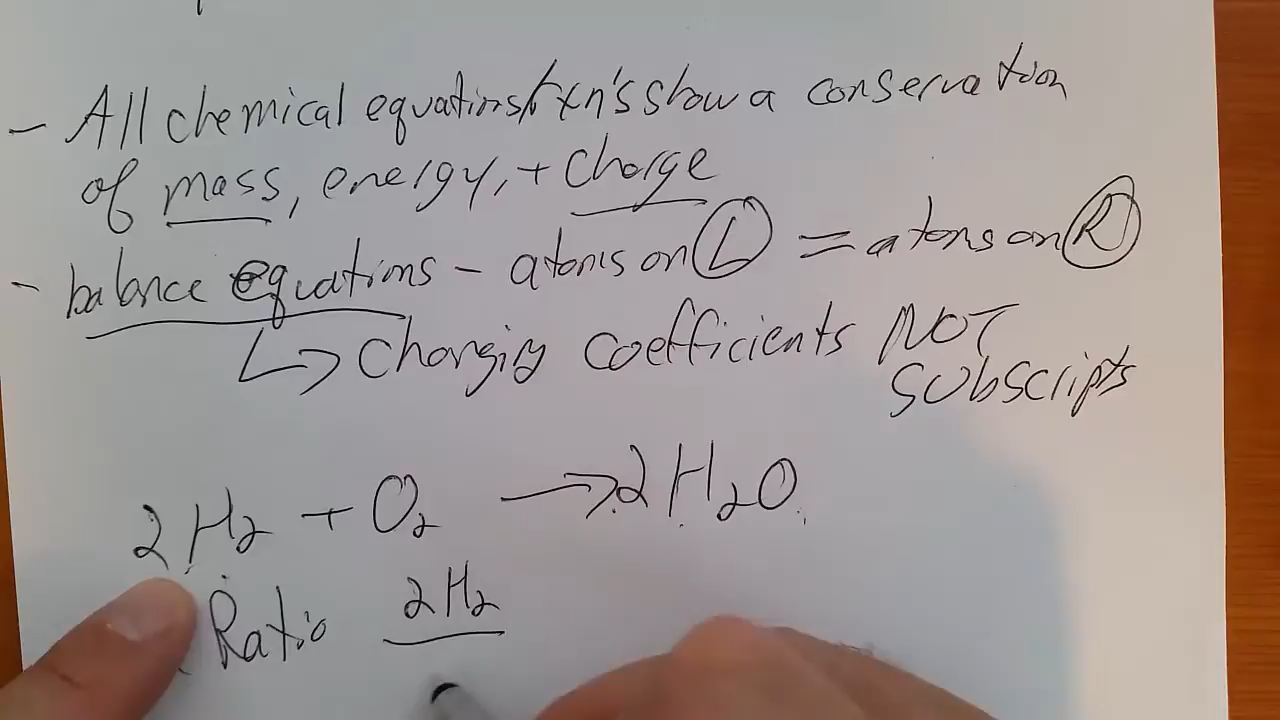 - All chemical equations/rxn's show a conservation
of mass, energy, + charge
- balance equations - atoms on L = atoms on R
↳ changing coefficients NOT
subscripts
2H₂ + O₂ → 2H₂O
Ratio 2H₂